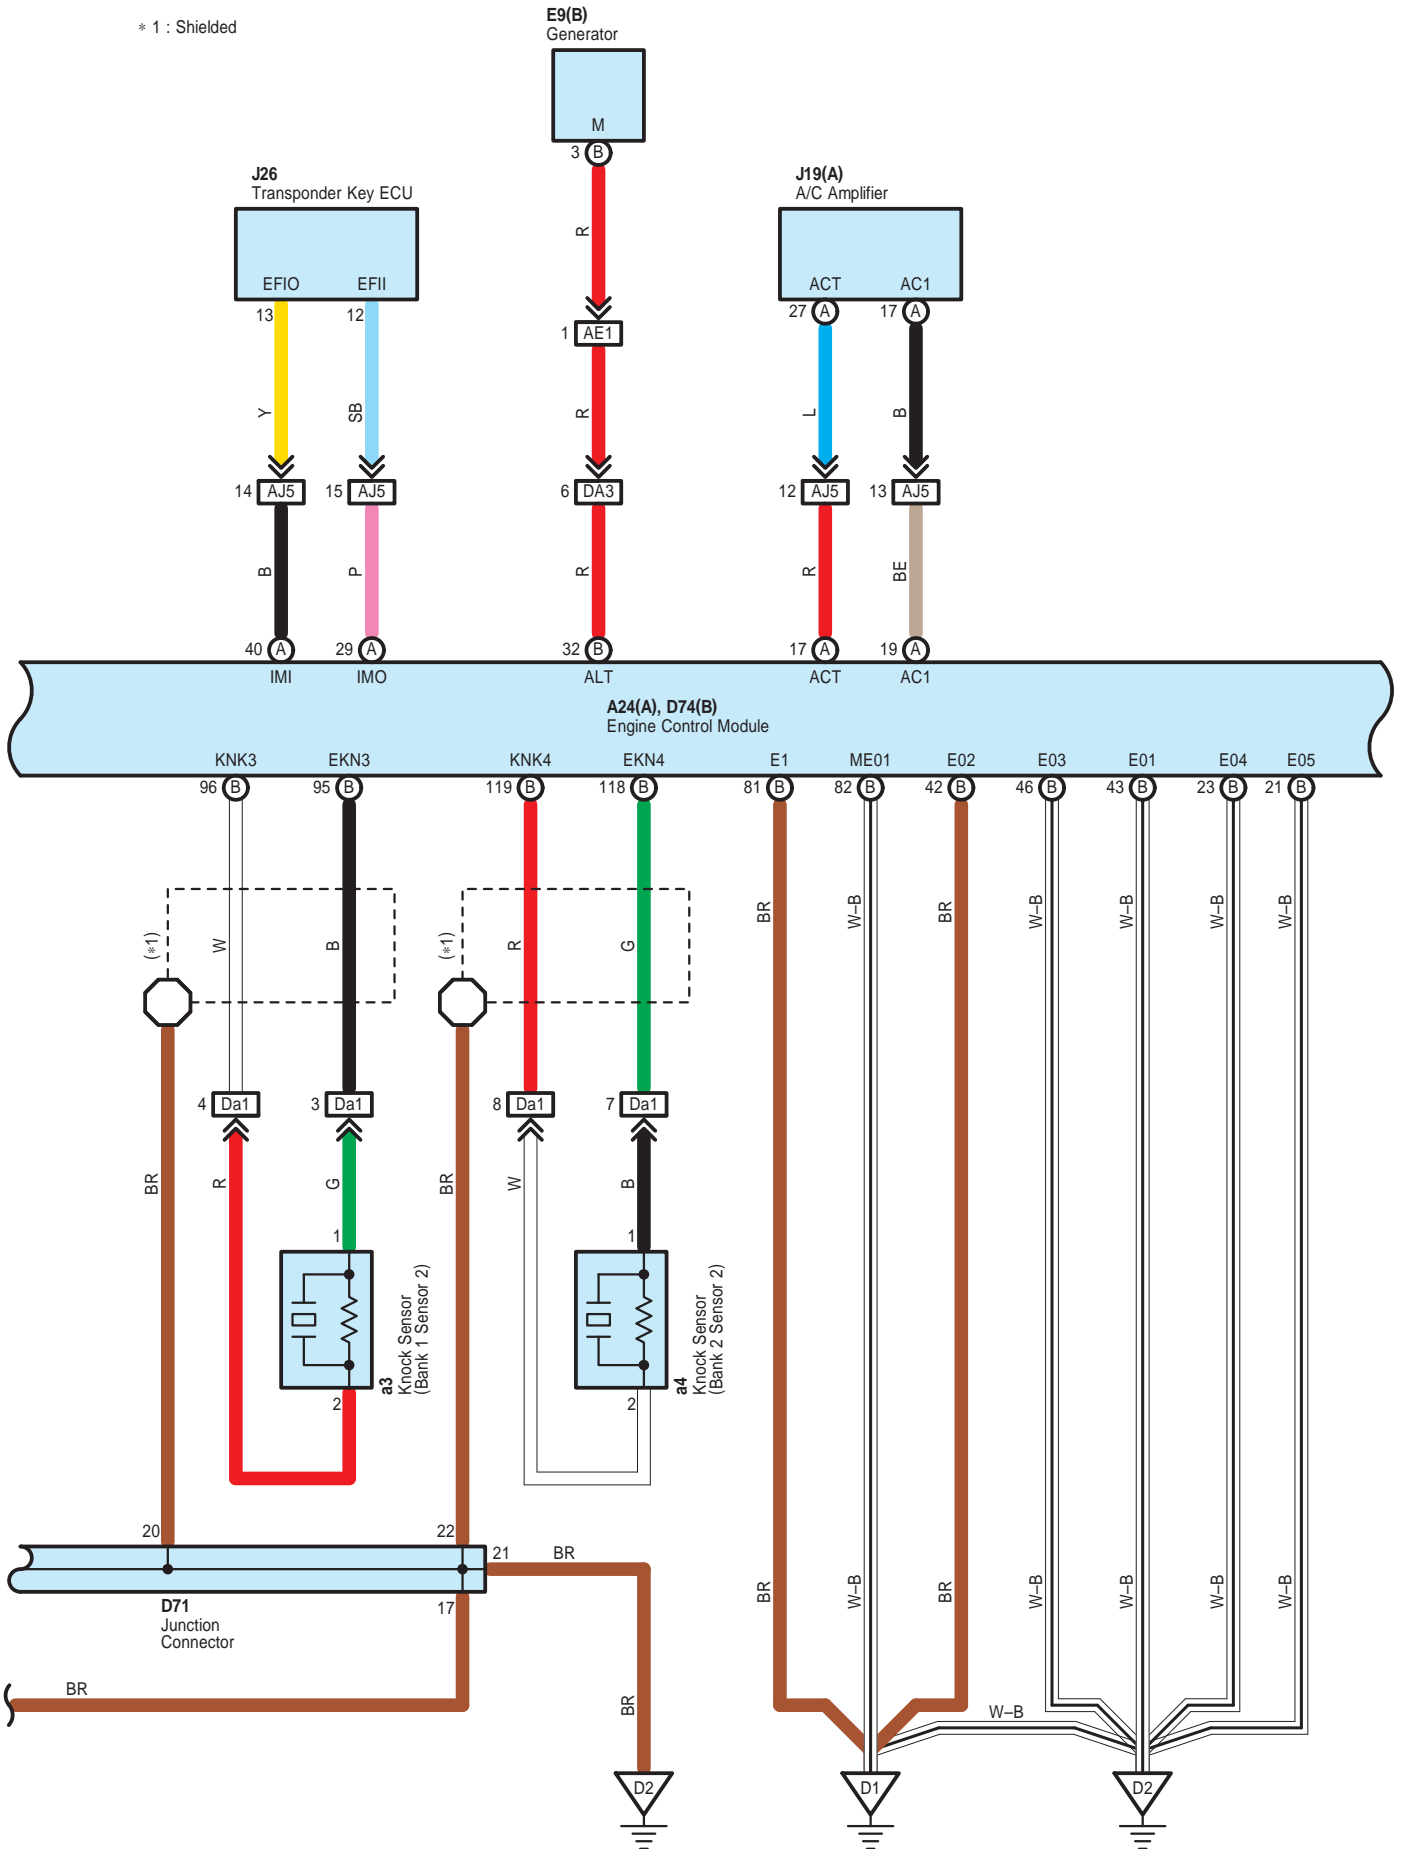 * 1 : Shielded
E9(B)
Generator
M
3 B
R
J26
Transponder Key ECU
EFIO EFII
13 12
J19(A)
A/C Amplifier
ACT AC1
27 A 17 A
1 AE1
Y SB R L B
14 AJ5 15 AJ5 6 DA3 12 AJ5 13 AJ5
B P R R BE
40 A 29 A 32 B 17 A 19 A
IMI IMO ALT ACT AC1
A24(A), D74(B)
Engine Control Module
KNK3 EKN3 KNK4 EKN4 E1 ME01 E02 E03 E01 E04 E05
96 B 95 B 119 B 118 B 81 B 82 B 42 B 46 B 43 B 23 B 21 B
BR W–B BR W–B W–B W–B W–B
(*1) W B (*1) R G
4 Da1 3 Da1 8 Da1 7 Da1
BR R G BR W B
1 1
a3
Knock Sensor
(Bank 1 Sensor 2)
a4
Knock Sensor
(Bank 2 Sensor 2)
2 2
20 22
21 BR
BR W–B BR W–B W–B W–B W–B
17
D71
Junction
Connector
BR
BR
W–B
D2 D1 D2